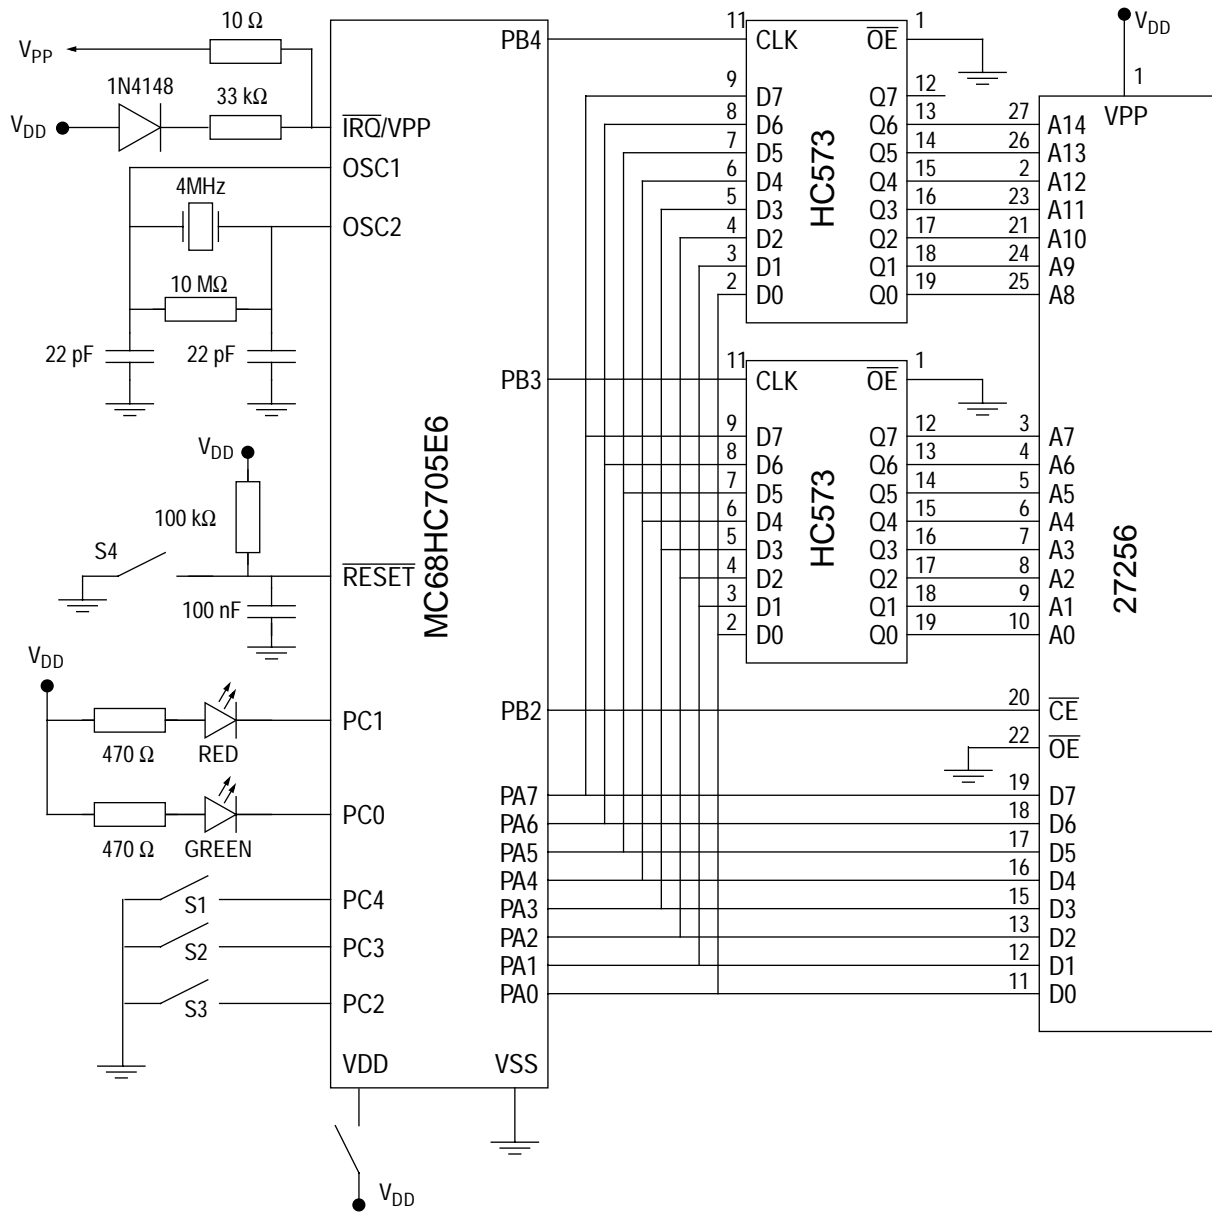 10 Ω
V_PP
1N4148
33 kΩ
V_DD
IRQ/VPP
OSC1
4MHz
OSC2
10 MΩ
22 pF
22 pF
V_DD
100 kΩ
S4
RESET
100 nF
V_DD
PC1
470 Ω
RED
PC0
470 Ω
GREEN
S1
PC4
S2
PC3
S3
PC2
VDD
VSS
V_DD
MC68HC705E6
PB4
PB3
PB2
PA7
PA6
PA5
PA4
PA3
PA2
PA1
PA0
11 CLK OE 1
9 D7 Q7 12
8 D6 Q6 13
7 D5 Q5 14
6 D4 Q4 15
5 D3 Q3 16
4 D2 Q2 17
3 D1 Q1 18
2 D0 Q0 19
HC573
11 CLK OE 1
9 D7 Q7 12
8 D6 Q6 13
7 D5 Q5 14
6 D4 Q4 15
5 D3 Q3 16
4 D2 Q2 17
3 D1 Q1 18
2 D0 Q0 19
HC573
V_DD
1
VPP
27 A14
26 A13
2 A12
23 A11
21 A10
24 A9
25 A8
3 A7
4 A6
5 A5
6 A4
7 A3
8 A2
9 A1
10 A0
27256
20 CE
22 OE
19 D7
18 D6
17 D5
16 D4
15 D3
13 D2
12 D1
11 D0